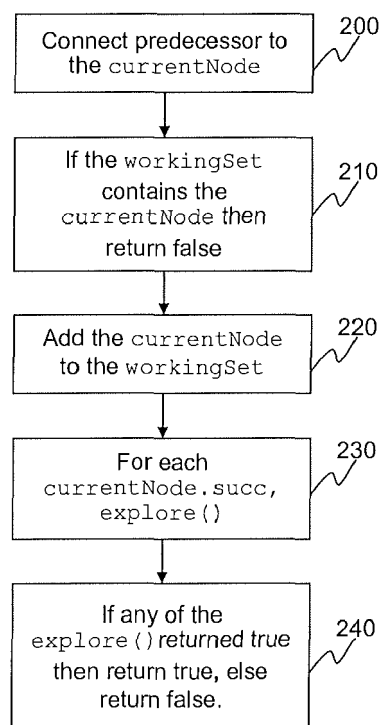 Connect predecessor to
the currentNode
200
If the workingSet
contains the
currentNode then
return false
210
Add the currentNode
to the workingSet
220
For each
currentNode.succ,
explore()
230
If any of the
explore() returned true
then return true, else
return false.
240